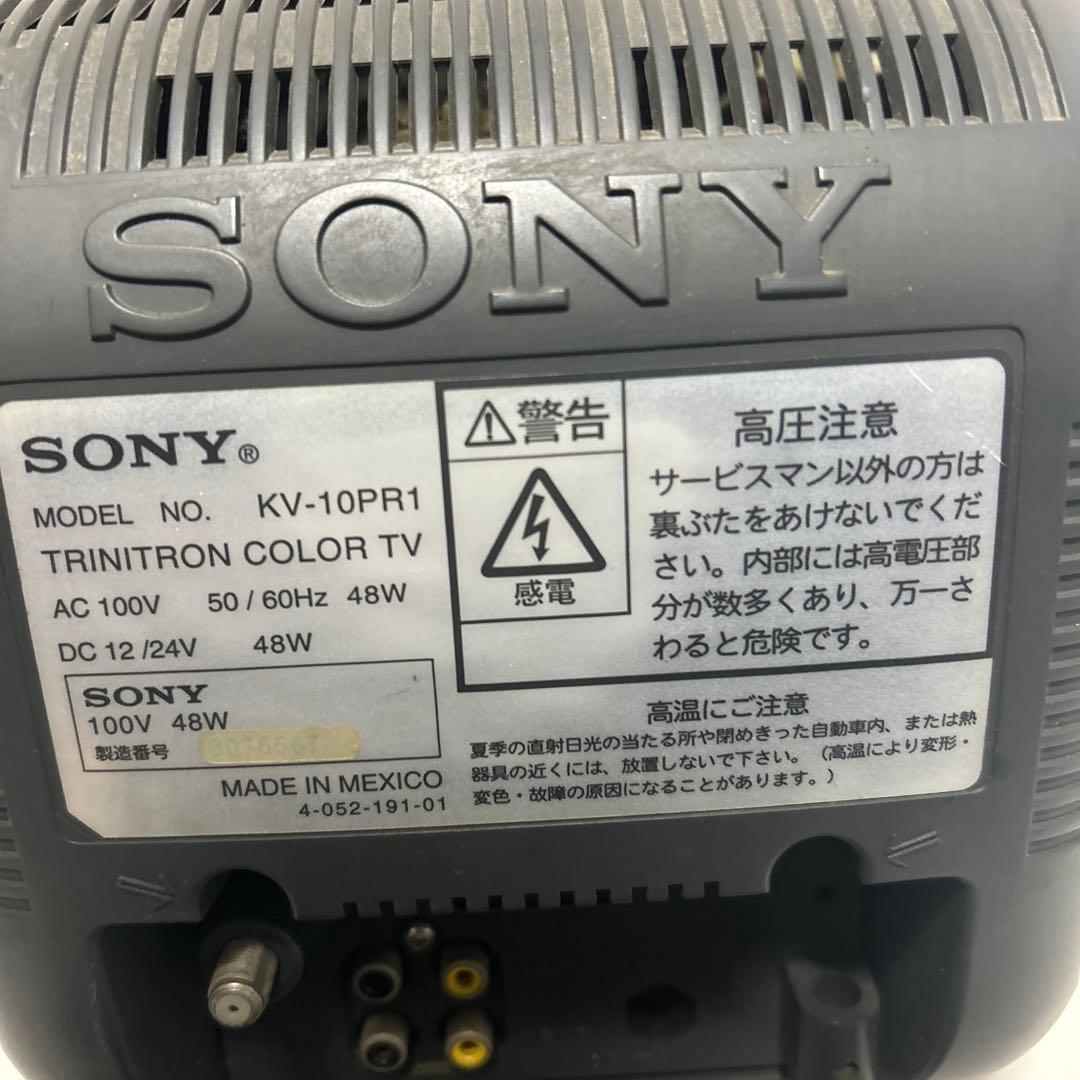 SONY
SONY®
MODEL NO. KV-10PR1
TRINITRON COLOR TV
AC 100V 50 / 60Hz 48W
DC 12 /24V 48W
SONY
100V 48W
製造番号
MADE IN MEXICO
4-052-191-01
⚠警告
感電
高圧注意
サービスマン以外の方は
裏ぶたをあけないでくだ
さい。内部には高電圧部
分が数多くあり、万一さ
わると危険です。
高温にご注意
夏季の直射日光の当たる所や閉めきった自動車内、または熱
器具の近くには、放置しないで下さい。（高温により変形・
変色・故障の原因になることがあります。）